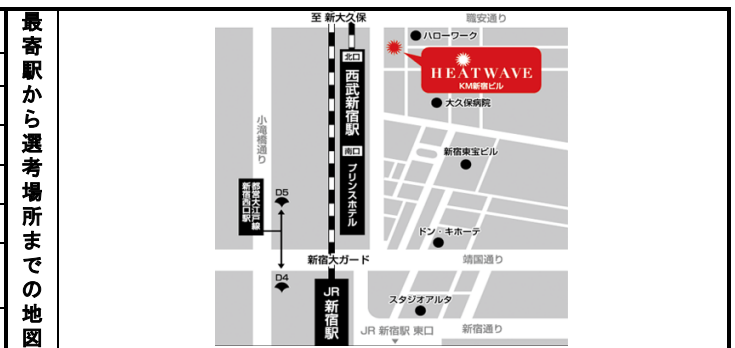 最寄駅から選考場所までの地図
至 新大久保
職安通り
ハローワーク
北口
HEATWAVE
KM新宿ビル
西武新宿駅
大久保病院
小滝橋通り
南口
新宿東宝ビル
プリンスホテル
都営大江戸線
新宿西口駅
D5
ドン・キホーテ
新宿大ガード
靖国通り
D4
JR
新宿駅
スタジオアルタ
JR 新宿駅 東口
新宿通り